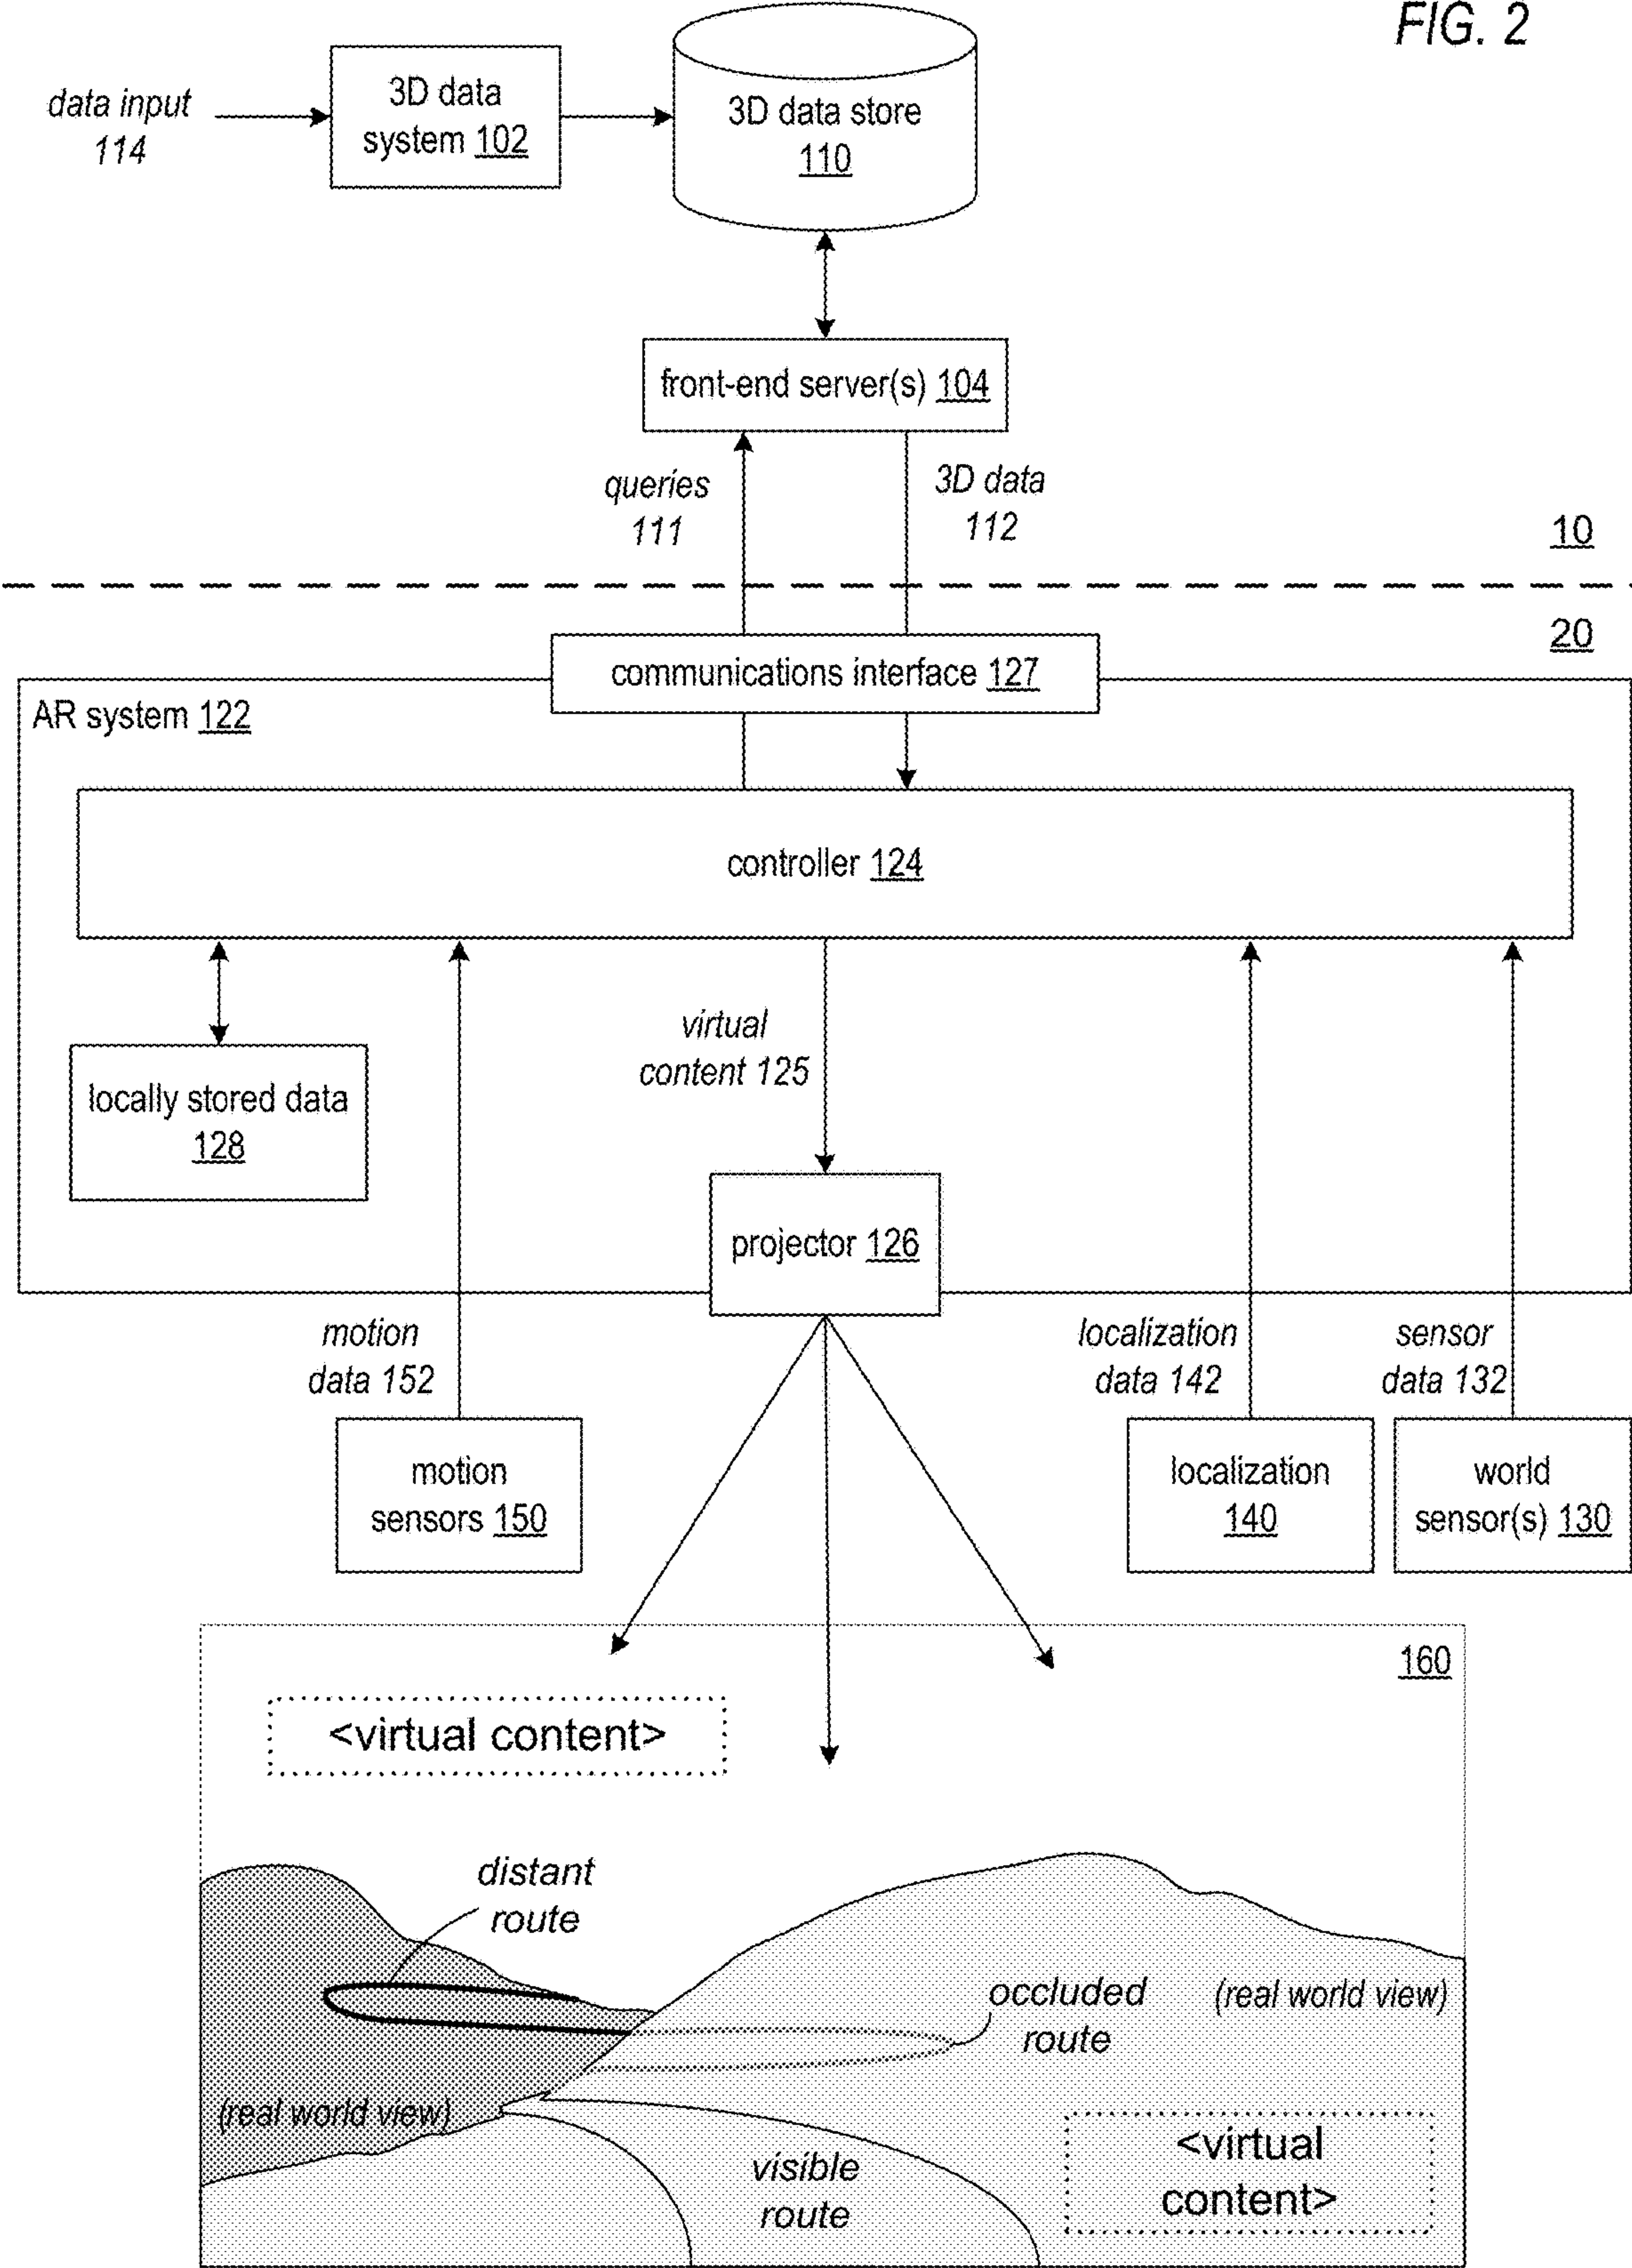 FIG. 2
data input
114
3D data
system 102
3D data store
110
front-end server(s) 104
queries
111
3D data
112
10
20
communications interface 127
AR system 122
controller 124
virtual
content 125
locally stored data
128
projector 126
motion
data 152
localization
data 142
sensor
data 132
motion
sensors 150
localization
140
world
sensor(s) 130
160
<virtual content>
distant
route
occluded
route
(real world view)
(real world view)
visible
route
<virtual
content>